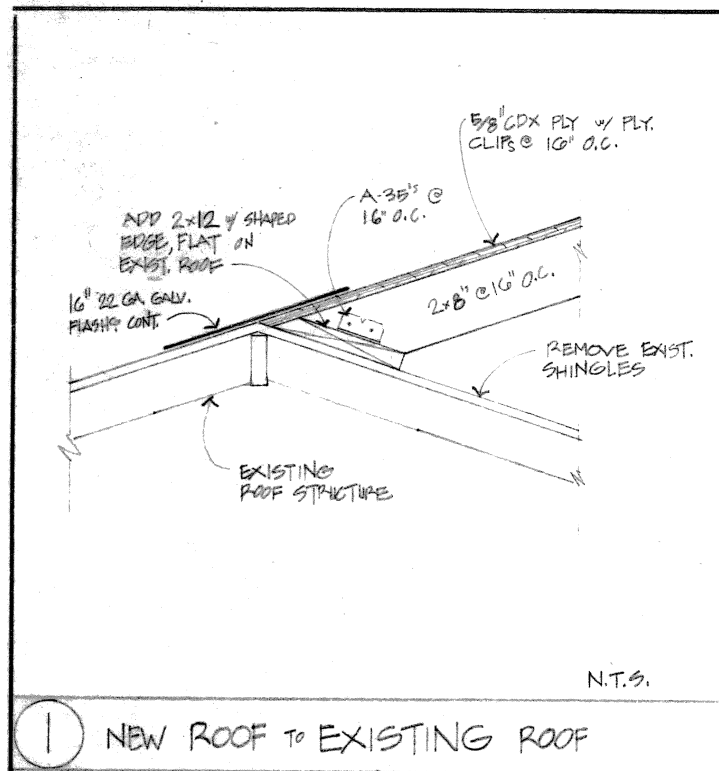 5/8" CDX PLY W/ PLY.
CLIPS @ 16" O.C.
A-35'S @
16" O.C.
ADD 2x12 W/ SHAPED
EDGE, FLAT ON
EXIST. ROOF
16" 22 GA. GALV.
FLASH'G CONT.
2x8'S @ 16" O.C.
REMOVE EXIST.
SHINGLES
EXISTING
ROOF STRUCTURE
N.T.S.
1 NEW ROOF TO EXISTING ROOF